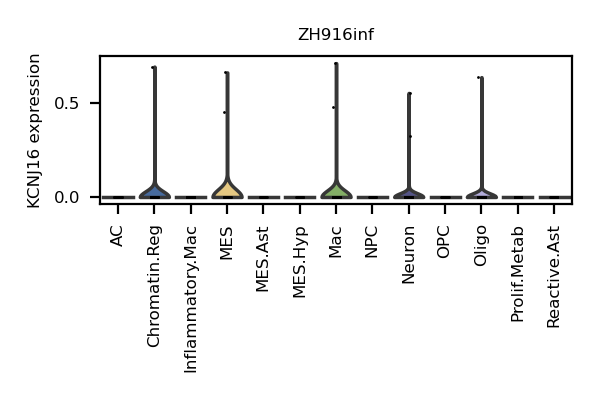 ZH916inf
KCNJ16 expression
0.5
0.0
AC
Chromatin.Reg
Inflammatory.Mac
MES
MES.Ast
MES.Hyp
Mac
NPC
Neuron
OPC
Oligo
Prolif.Metab
Reactive.Ast